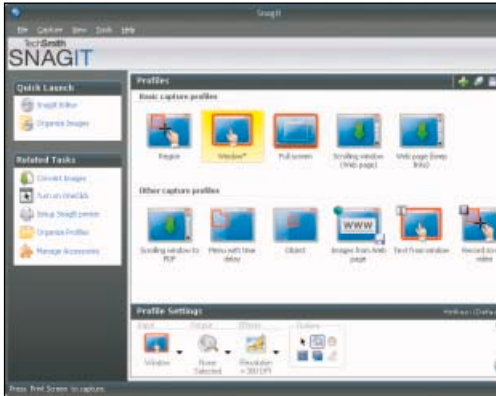 SnagIt
File Capture View Tools Help
TechSmith
SNAGIT
Quick Launch
SnagIt Editor
Organize Images
Related Tasks
Convert Images
Turn on OneClick
Setup SnagIt printer
Organize Profiles
Manage Accessories
Profiles
Basic capture profiles
Region
Window*
Full screen
Scrolling window
(Web page)
Web page (keep
links)
Other capture profiles
Scrolling window to
PDF
Menu with time
delay
Object
WWW
Images from Web
page
Text from window
Record
video
Profile Settings
Input
Output
Effects
Options
Window
None
Selected
Resolution
= 300 DPI
Press Print Screen to capture.